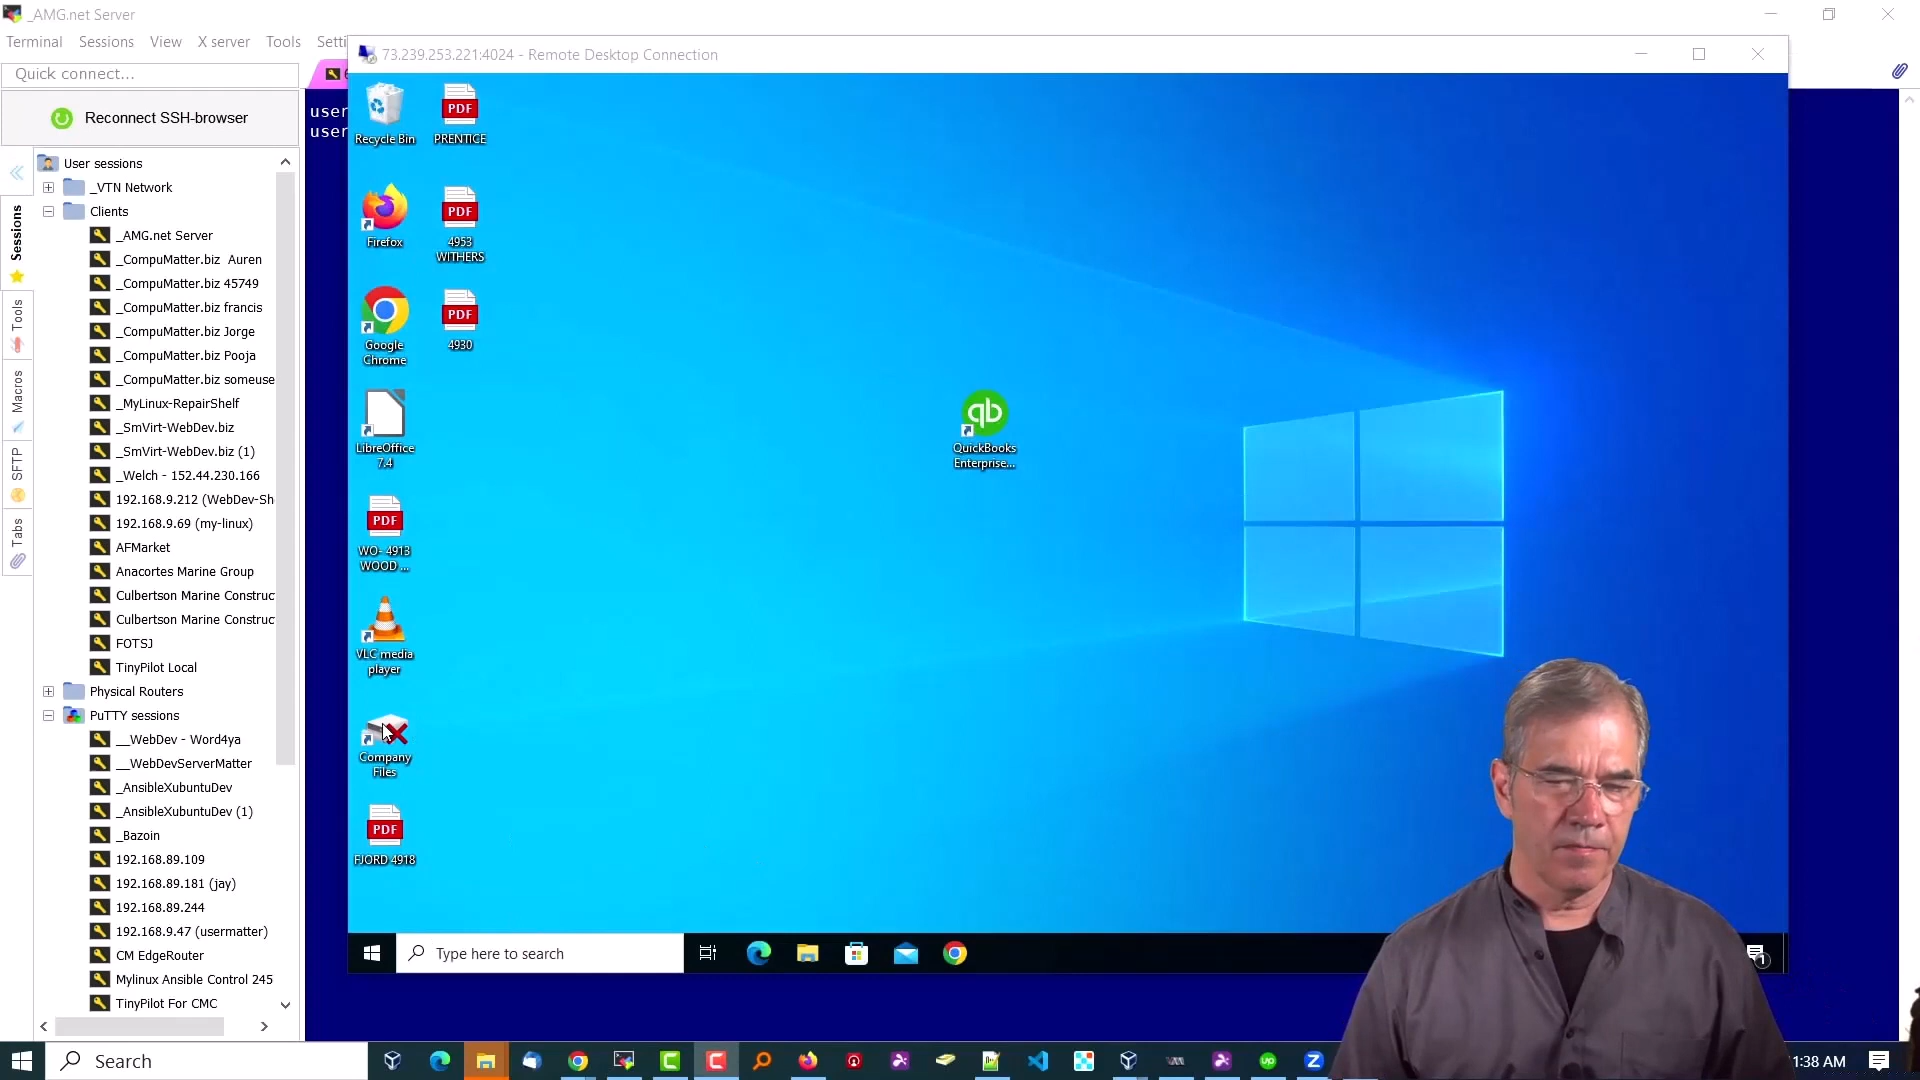 _AMG.net Server
Terminal Sessions View X server Tools
Quick connect...
Reconnect SSH-browser
Sessions
Tools
Macros
SFTP
Tabs
User sessions
_VTN Network
Clients
_AMG.net Server
_CompuMatter.biz Auren
_CompuMatter.biz 45749
_CompuMatter.biz francis
_CompuMatter.biz Jorge
_CompuMatter.biz Pooja
_CompuMatter.biz someuse
_MyLinux-RepairShelf
_SmVirt-WebDev.biz
_SmVirt-WebDev.biz (1)
_Welch - 152.44.230.166
192.168.9.212 (WebDev-Sh
192.168.9.69 (my-linux)
AFMarket
Anacortes Marine Group
Culbertson Marine Construc
Culbertson Marine Construc
FOTSJ
TinyPilot Local
Physical Routers
PuTTY sessions
__WebDev - Word4ya
__WebDevServerMatter
_AnsibleXubuntuDev
_AnsibleXubuntuDev (1)
_Bazoin
192.168.89.109
192.168.89.181 (jay)
192.168.89.244
192.168.9.47 (usermatter)
CM EdgeRouter
Mylinux Ansible Control 245
TinyPilot For CMC
user
user
73.239.253.221:4024 - Remote Desktop Connection
Recycle Bin
PDF
PRENTICE
Firefox
PDF
4953
WITHERS
Google
Chrome
PDF
4930
LibreOffice
7.4
qb
QuickBooks
Enterprise...
PDF
WO- 4913
WOOD ...
VLC media
player
Company
Files
PDF
FJORD 4918
Type here to search
1
Search
:38 AM